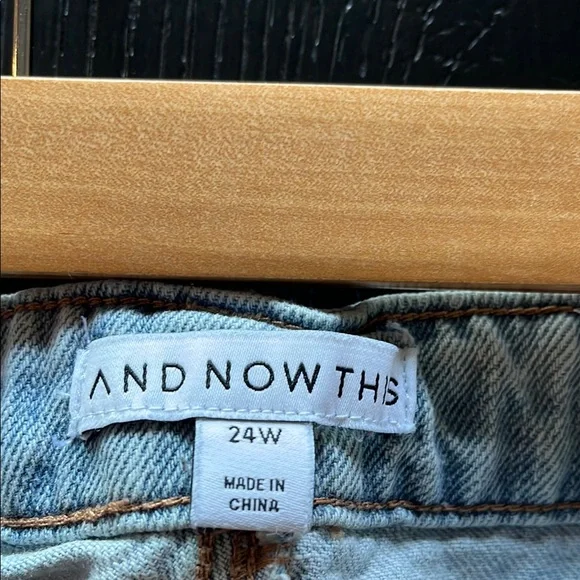 AND NOW THIS
24W
MADE IN
CHINA